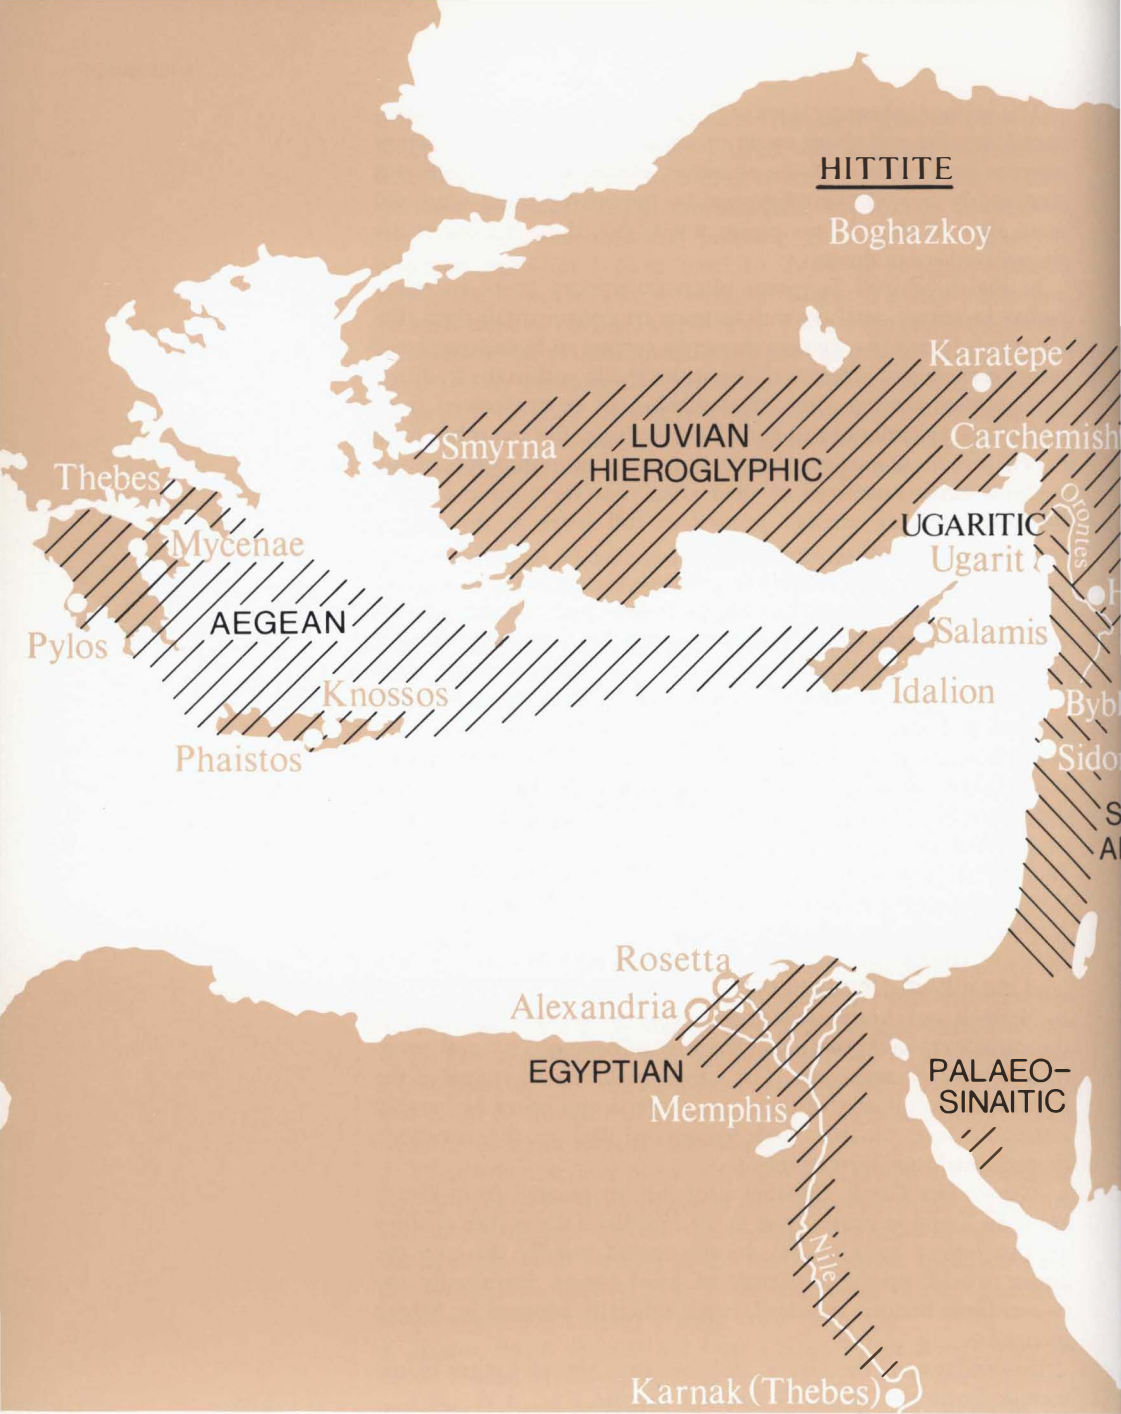 HITTITE
Boghazkoy
Karatepe
Carchemish
LUVIAN
HIEROGLYPHIC
Smyrna
Thebes
Orontes
UGARITIC
Ugarit
Mycenae
AEGEAN
Salamis
Pylos
Idalion
Knossos
Phaistos
Rosetta
Alexandria
EGYPTIAN
PALAEO-
SINAITIC
Memphis
Nile
Karnak (Thebes)